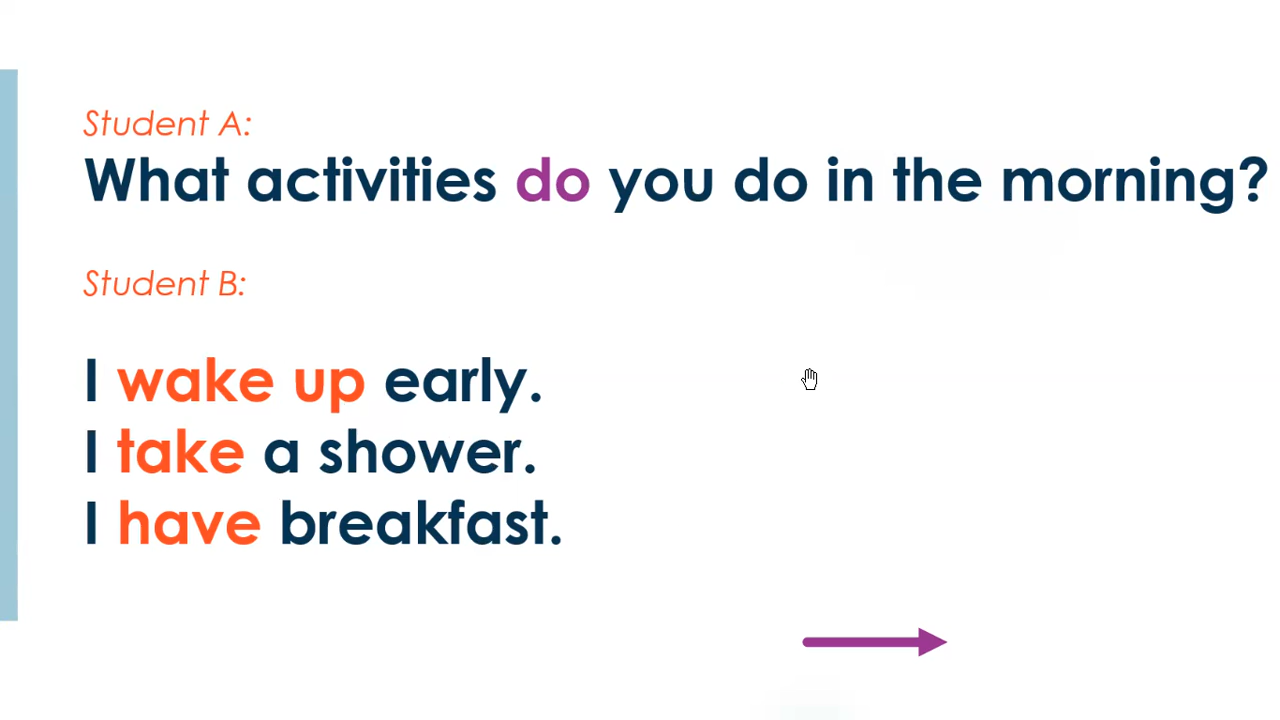 Student A:
What activities do you do in the morning?
Student B:
I wake up early.
I take a shower.
I have breakfast.